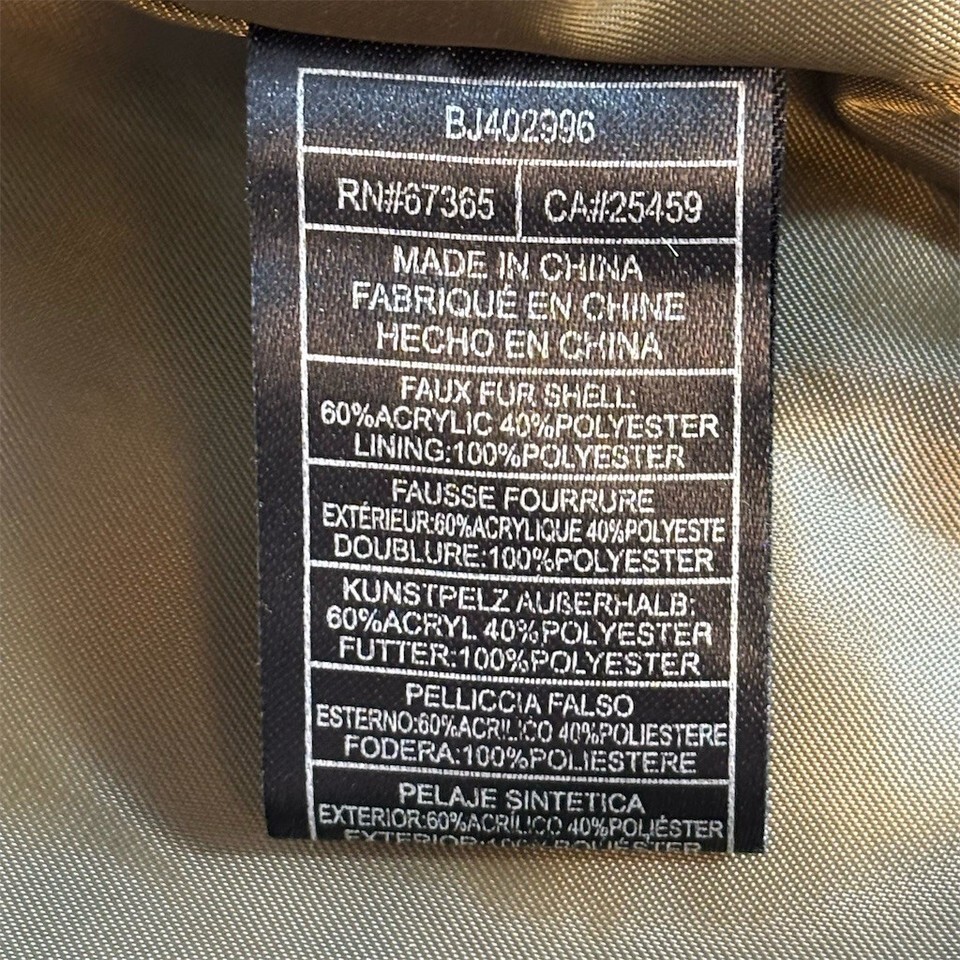 BJ402996
RN#67365 CA#25459
MADE IN CHINA
FABRIQUÉ EN CHINE
HECHO EN CHINA
FAUX FUR SHELL:
60%ACRYLIC 40%POLYESTER
LINING:100%POLYESTER
FAUSSE FOURRURE
EXTÉRIEUR:60%ACRYLIQUE 40%POLYESTE
DOUBLURE:100%POLYESTER
KUNSTPELZ AUßERHALB:
60%ACRYL 40%POLYESTER
FUTTER:100%POLYESTER
PELLICCIA FALSO
ESTERNO:60%ACRILICO 40%POLIESTERE
FODERA:100%POLIESTERE
PELAJE SINTETICA
EXTERIOR:60%ACRÍLICO 40%POLIÉSTER